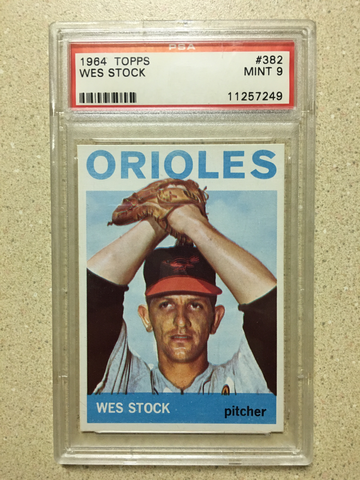 PSA
1964 TOPPS #382
WES STOCK MINT 9
11257249
ORIOLES
WES STOCK pitcher